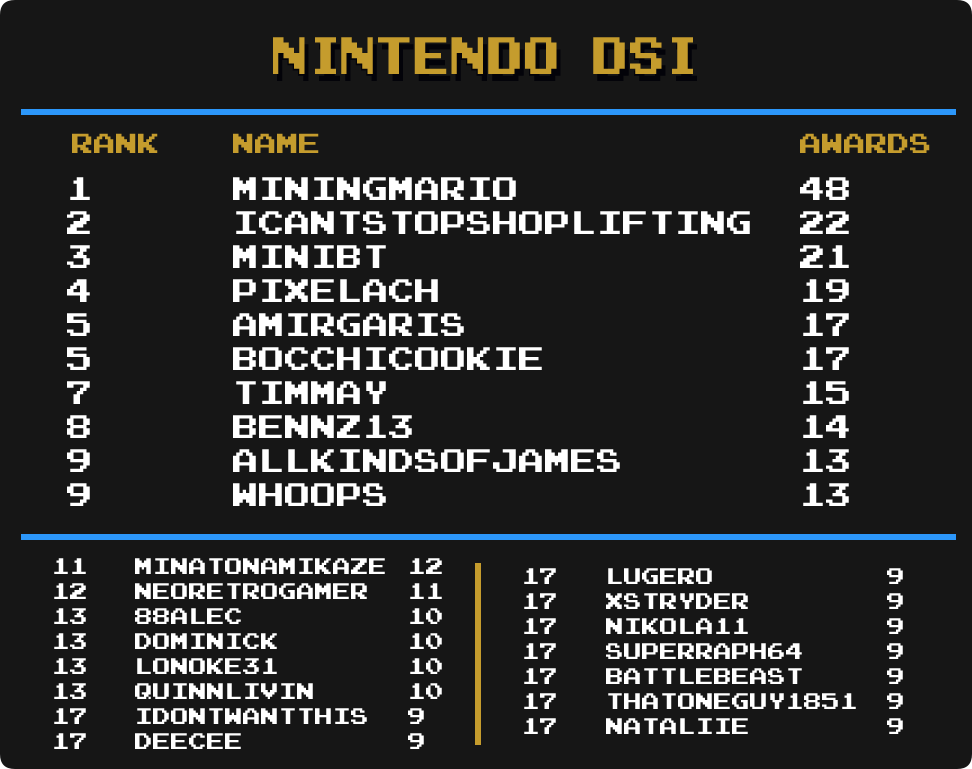 NINTENDO DSI
RANK NAME AWARDS
1 MININGMARIO 48
2 ICANTSTOPSHOPLIFTING 22
3 MINIBT 21
4 PIXELACH 19
5 AMIRGARIS 17
5 BOCCHICOOKIE 17
7 TIMMAY 15
8 BENNZ13 14
9 ALLKINDSOFJAMES 13
9 WHOOPS 13
11 MINATONAMIKAZE 12
12 NEORETROGAMER 11
13 88ALEC 10
13 DOMINICK 10
13 LONOKE31 10
13 QUINNLIVIN 10
17 IDONTWANTTHIS 9
17 DEECEE 9
17 LUGERO 9
17 XSTRYDER 9
17 NIKOLA11 9
17 SUPERRAPH64 9
17 BATTLEBEAST 9
17 THATONEGUY1851 9
17 NATALIIE 9